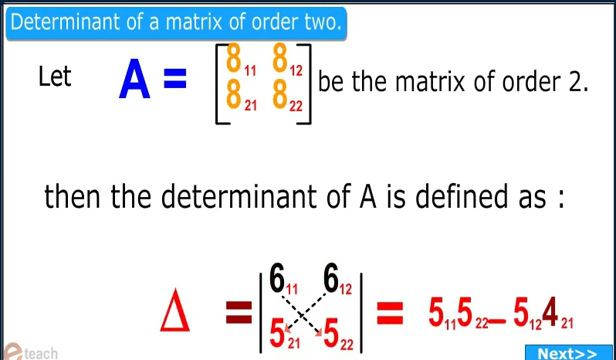 Determinant of a matrix of order two.
Let A = [8₁₁ 8₁₂
8₂₁ 8₂₂] be the matrix of order 2.
then the determinant of A is defined as :
Δ = |6₁₁ 6₁₂
5₂₁ 5₂₂| = 5₁₁5₂₂ – 5₁₂4₂₁
eteach
Next>>